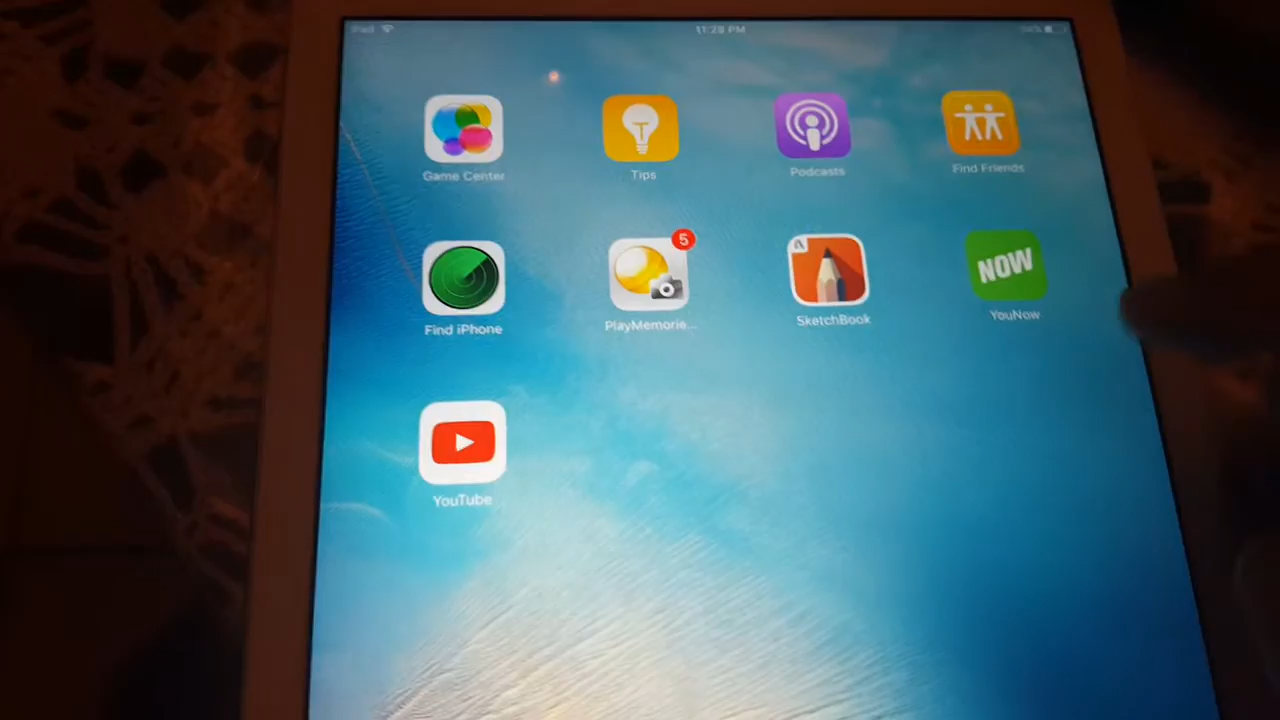 iPad 11:28 PM
Game Center Tips Podcasts Find Friends
5
NOW
Find iPhone PlayMemorie... SketchBook YouNow
YouTube